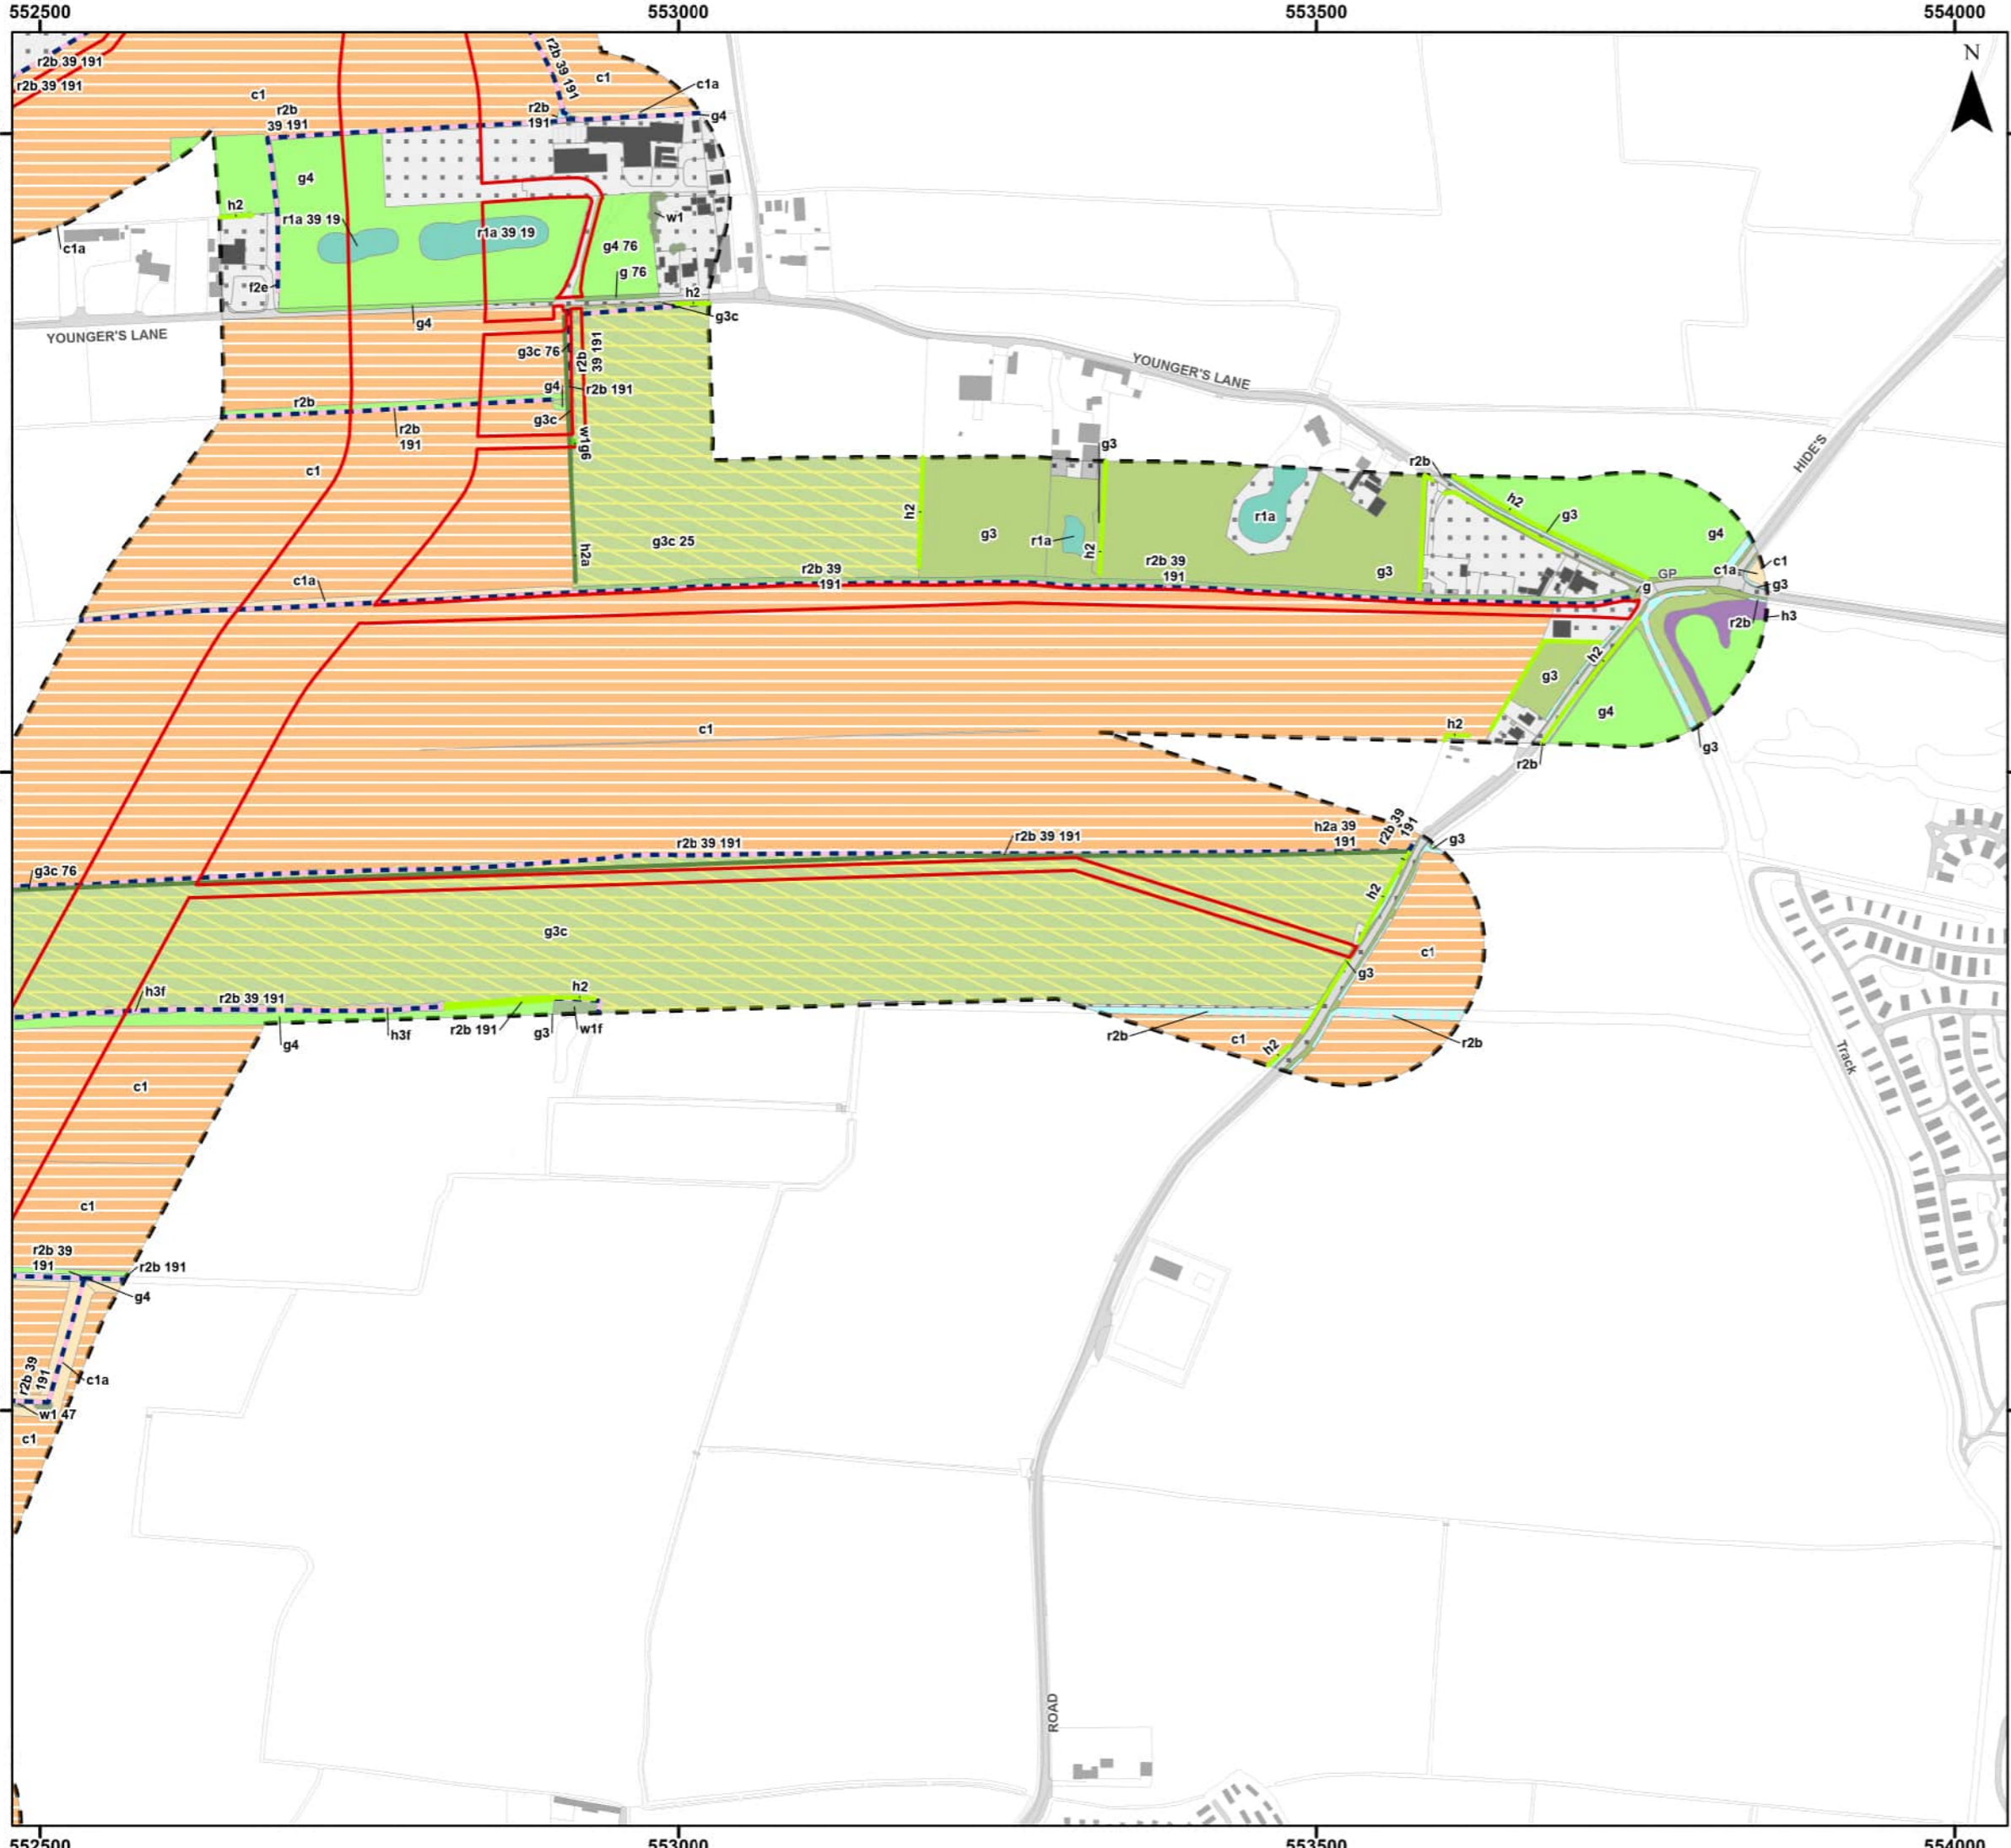 552500
553000
553500
554000
N
r2b 39 191
r2b 39 191
r2b 39 191
c1
c1a
c1
r2b
39 191
r2b
191
g4
g4
h2
r1a 39 19
r1a 39 19
w1
g4 76
c1a
g 76
f2e
h2
g3c
g4
YOUNGER'S LANE
g3c 76
r2b
39 191
YOUNGER'S LANE
g4
r2b 191
r2b
g3c
r2b
191
w1g6
c1
g3
r2b
HIDE'S
h2
h2
r1a
g3
g3c 25
g3
r1a
h2
g4
h2a
r2b 39
191
r2b 39
191
g3
c1
c1a
GP
g3
g
c1a
r2b
h3
h2
g3
g4
c1
h2
g3
r2b
r2b 39 191
r2b 39 191
h2a 39
191
r2b 39
191
g3
g3c 76
h2
g3c
c1
g3
h3f
r2b 39 191
h2
g4
h3f
r2b 191
g3
w1f
r2b
c1
h2
r2b
Track
c1
c1
r2b 39
191
r2b 191
g4
r2b 39
191
c1a
w1 47
c1
ROAD
552500
553000
553500
554000